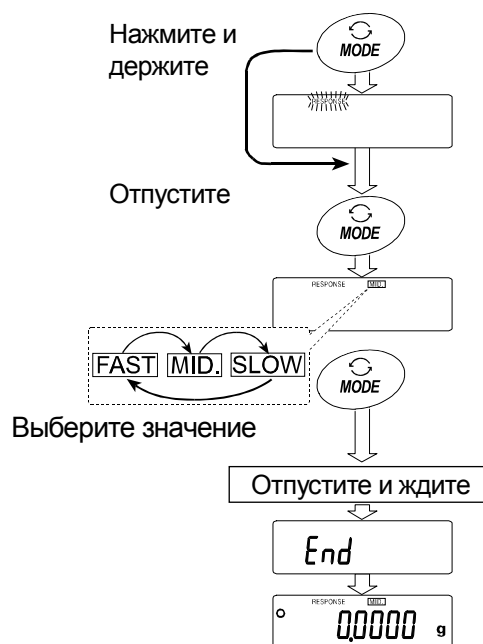 Нажмите и
держите
MODE
RESPONSE
Отпустите
MODE
RESPONSE MID.
FAST MID. SLOW
MODE
Выберите значение
Отпустите и ждите
End
RESPONSE MID.
0.0000 g